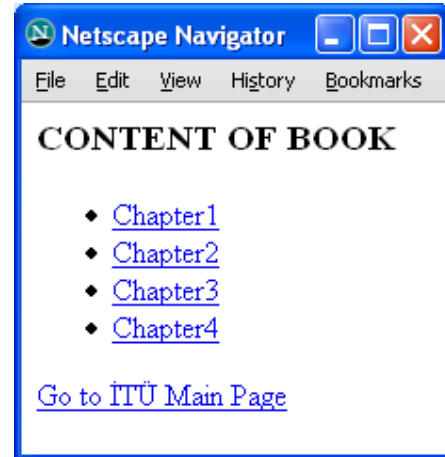 Netscape Navigator
File Edit View History Bookmarks
CONTENT OF BOOK
Chapter1
Chapter2
Chapter3
Chapter4
Go to İTÜ Main Page